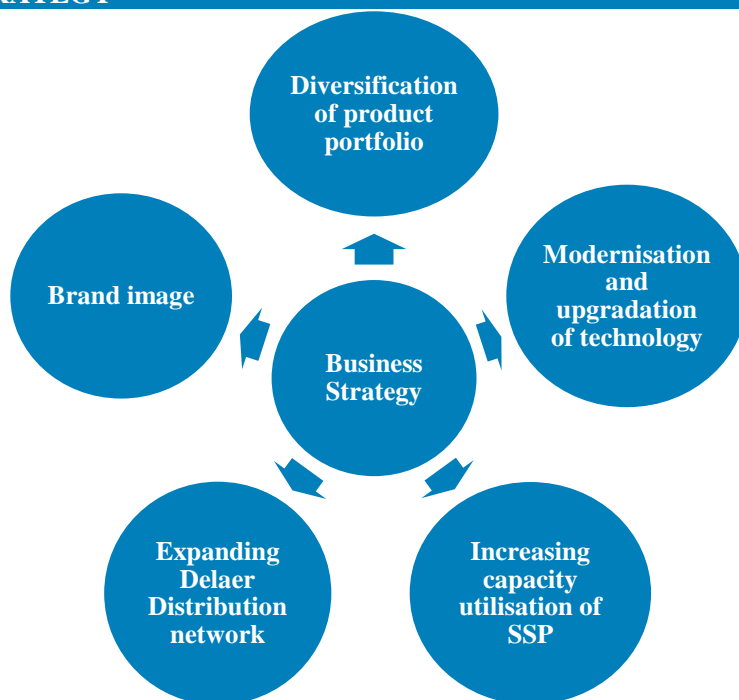 Diversification
of product
portfolio
Modernisation
and
upgradation
of technology
Brand image
Business
Strategy
Expanding
Delaer
Distribution
network
Increasing
capacity
utilisation of
SSP